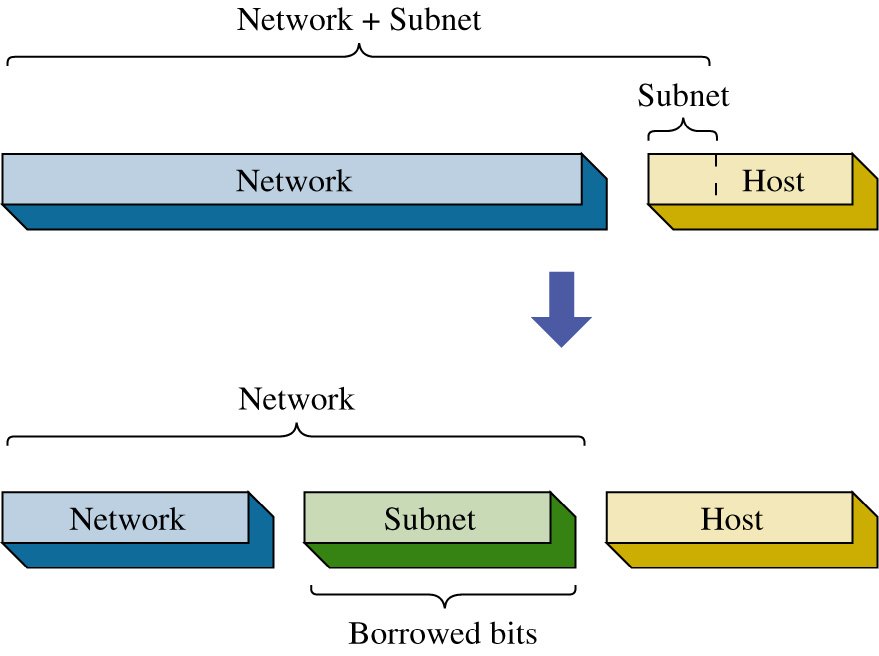 Network + Subnet
Subnet
Network
Host
Network
Network
Subnet
Host
Borrowed bits